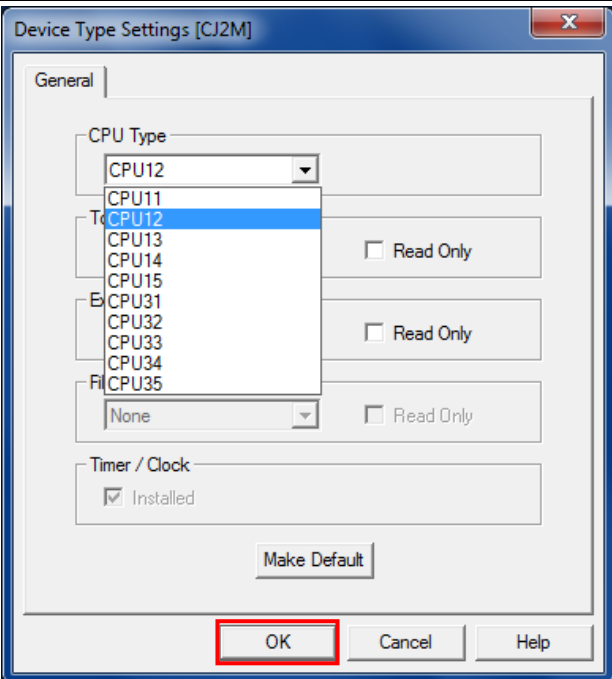 Device Type Settings [CJ2M]
General
CPU Type
CPU12
CPU11
CPU12
CPU13
CPU14
Read Only
CPU15
CPU31
CPU32
CPU33
Read Only
CPU34
CPU35
None
Read Only
Timer / Clock
Installed
Make Default
OK Cancel Help